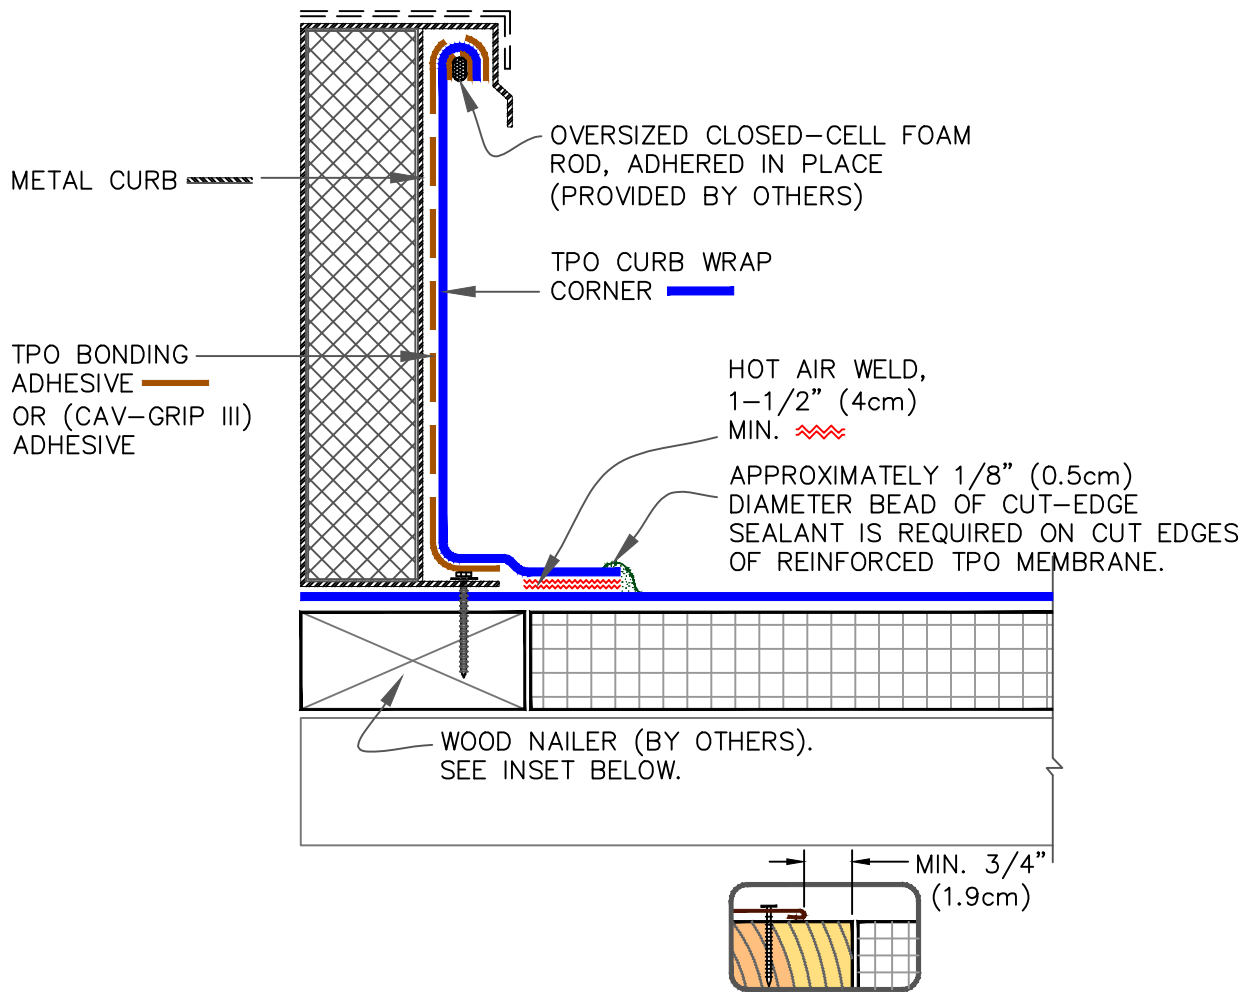 OVERSIZED CLOSED-CELL FOAM
ROD, ADHERED IN PLACE
(PROVIDED BY OTHERS)
METAL CURB
TPO CURB WRAP
CORNER
TPO BONDING
ADHESIVE
OR (CAV-GRIP III)
ADHESIVE
HOT AIR WELD,
1-1/2" (4cm)
MIN.
APPROXIMATELY 1/8" (0.5cm)
DIAMETER BEAD OF CUT-EDGE
SEALANT IS REQUIRED ON CUT EDGES
OF REINFORCED TPO MEMBRANE.
WOOD NAILER (BY OTHERS).
SEE INSET BELOW.
MIN. 3/4"
(1.9cm)